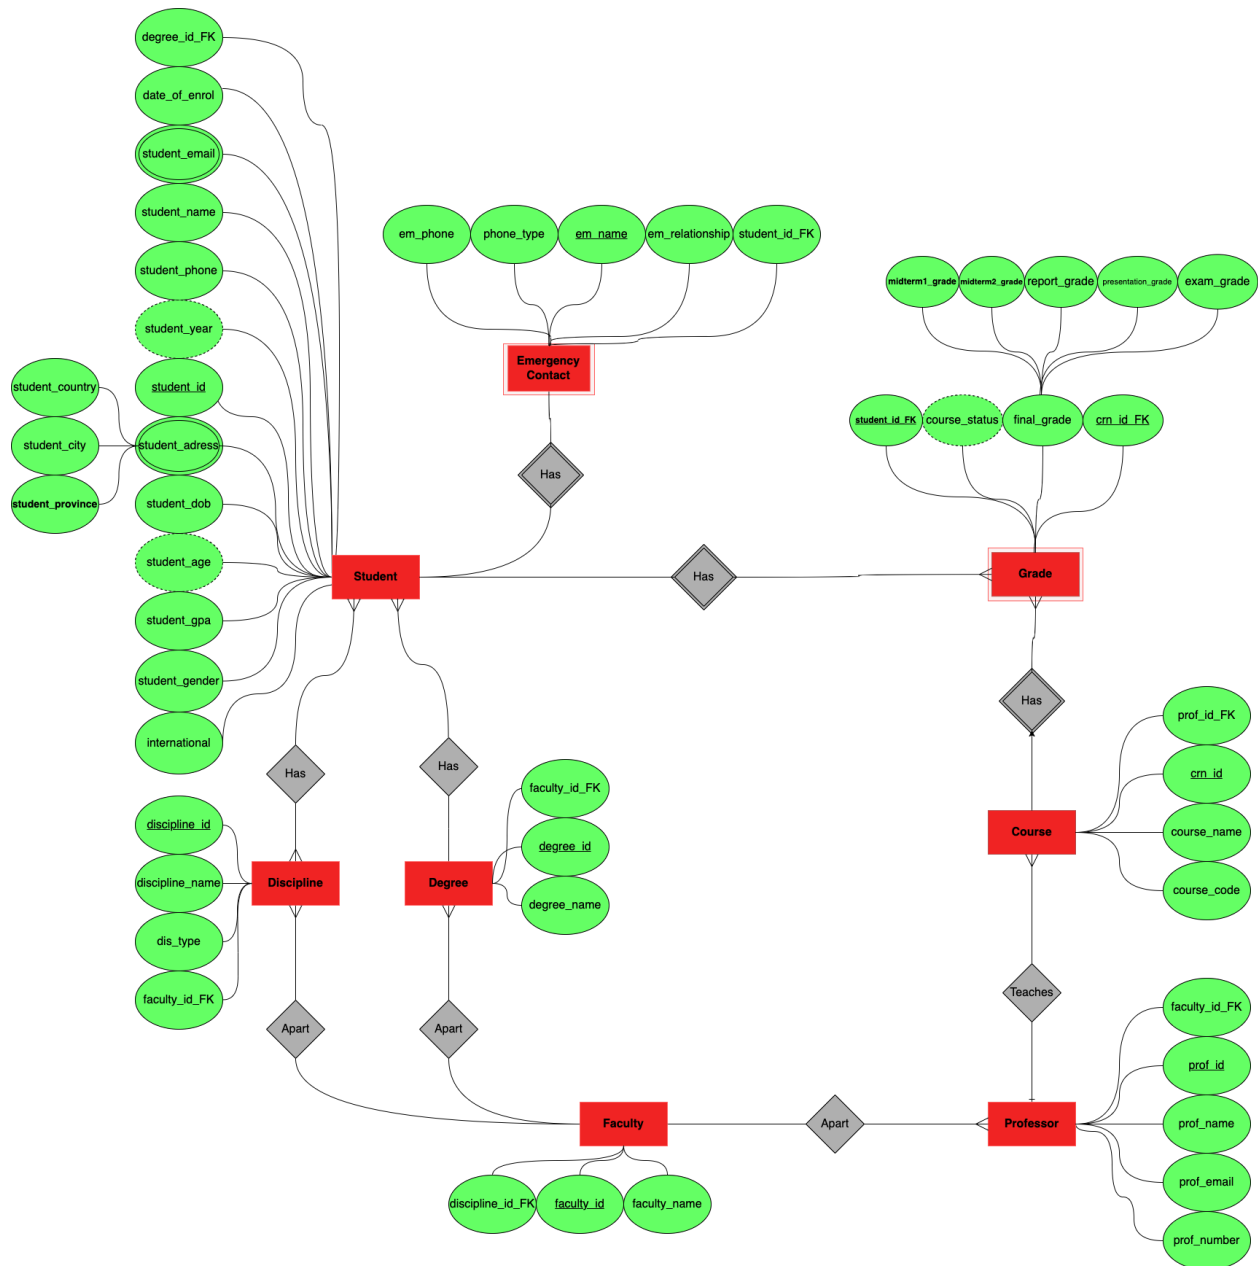 degree_id_FK
date_of_enrol
student_email
student_name
student_phone
student_year
student_id
student_country
student_city
student_adress
student_province
student_dob
student_age
student_gpa
student_gender
international
em_phone
phone_type
em_name
em_relationship
student_id_FK
Emergency
Contact
Has
midterm1_grade
midterm2_grade
report_grade
presentation_grade
exam_grade
student_id_FK
course_status
final_grade
crn_id_FK
Student
Has
Grade
Has
Has
Has
prof_id_FK
crn_id
course_name
course_code
Course
discipline_id
discipline_name
dis_type
faculty_id_FK
Discipline
Degree
faculty_id_FK
degree_id
degree_name
Apart
Apart
Teaches
Faculty
Apart
Professor
discipline_id_FK
faculty_id
faculty_name
faculty_id_FK
prof_id
prof_name
prof_email
prof_number